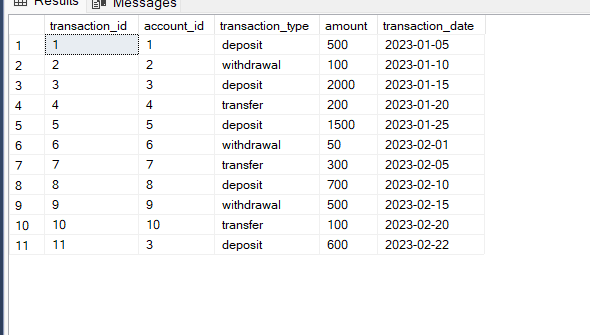 Results Messages
transaction_id account_id transaction_type amount transaction_date
1 1 1 deposit 500 2023-01-05
2 2 2 withdrawal 100 2023-01-10
3 3 3 deposit 2000 2023-01-15
4 4 4 transfer 200 2023-01-20
5 5 5 deposit 1500 2023-01-25
6 6 6 withdrawal 50 2023-02-01
7 7 7 transfer 300 2023-02-05
8 8 8 deposit 700 2023-02-10
9 9 9 withdrawal 500 2023-02-15
10 10 10 transfer 100 2023-02-20
11 11 3 deposit 600 2023-02-22